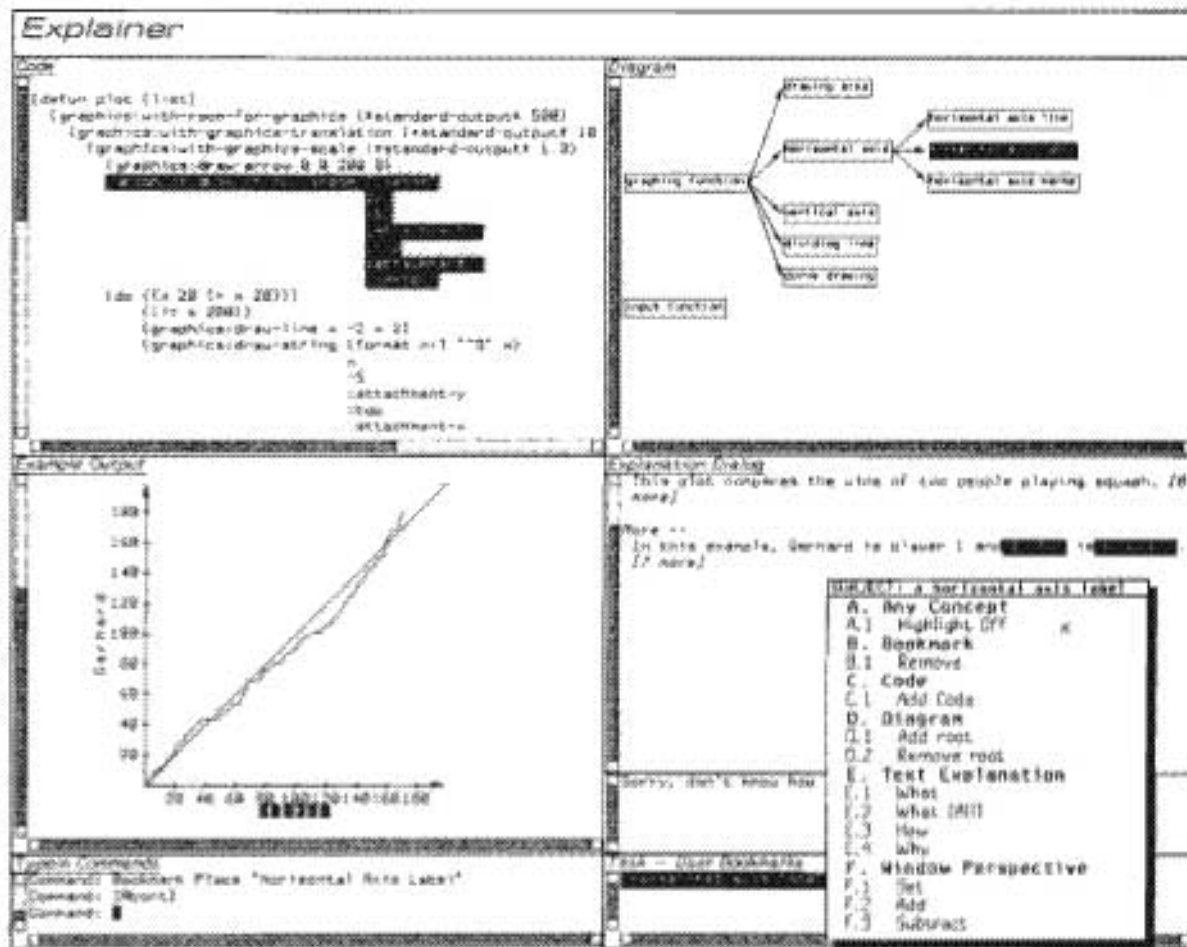 Explainer
Code
(defun plot (list)
(graphics:with-room-for-graphics (*standard-output* 500)
(graphics:with-graphics-translation (*standard-output* 10
(graphics:with-graphics-scale (*standard-output* 1.3)
(graphics:draw-arrow 0 0 200 0)
(do ((x 20 (+ x 20)))
((> x 200))
(graphics:draw-line x -2 x 2)
(graphics:draw-string (format nil "~D" x)
x
-5
:attachment-y
:top
:attachment-x
Diagram
drawing area
horizontal axis line
horizontal axis
graphing function
horizontal axis marks
vertical axis
dividing line
curve drawing
input function
Example Output
180
160
140
120
100
80
60
40
20
Gerhard
20 40 60 80 100 120 140 160 180
Explanation Dialog
This plot compares the wins of two people playing squash.
more]
More --
In this example, Gerhard is player 1 and is
[7 more]
SUBJECT: a horizontal axis label
A. Any Concept
A.1 Highlight Off
B. Bookmark
B.1 Remove
C. Code
C.1 Add Code
D. Diagram
D.1 Add root
D.2 Remove root
E. Text Explanation
E.1 What
E.2 What (All)
E.3 How
E.4 Why
F. Window Perspective
F.1 Set
F.2 Add
F.3 Subtract
Sorry, don't know how
Typein Commands
Command: Bookmark Place "Horizontal Axis Label"
Command: [Abort]
Command:
Task - User Bookmarks